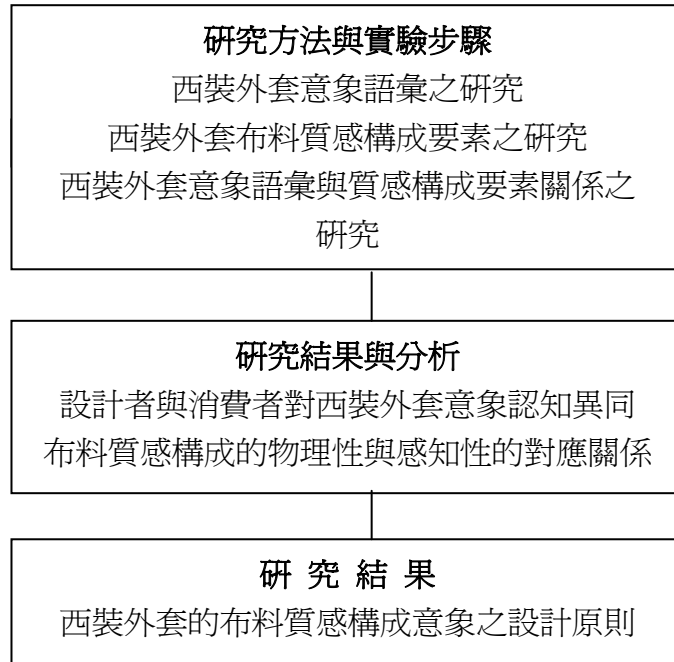 研究方法與實驗步驟
西裝外套意象語彙之研究
西裝外套布料質感構成要素之研究
西裝外套意象語彙與質感構成要素關係之
研究
研究結果與分析
設計者與消費者對西裝外套意象認知異同
布料質感構成的物理性與感知性的對應關係
研 究 結 果
西裝外套的布料質感構成意象之設計原則